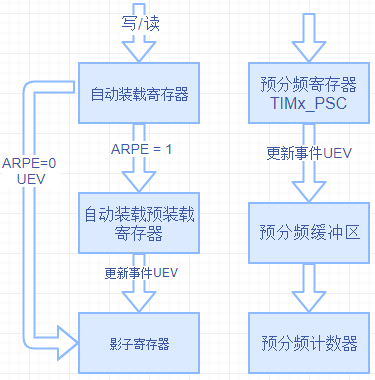 写/读
自动装载寄存器
ARPE = 1
ARPE=0
UEV
自动装载预装载
寄存器
更新事件UEV
影子寄存器
预分频寄存器
TIMx_PSC
更新事件UEV
预分频缓冲区
预分频计数器